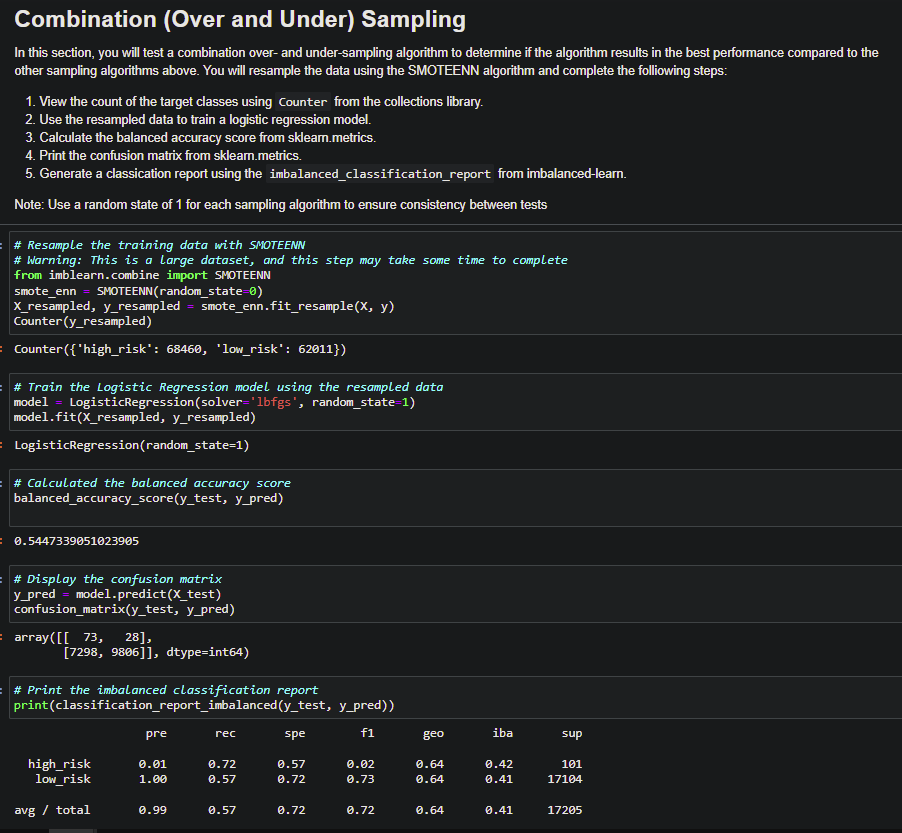 Combination (Over and Under) Sampling
In this section, you will test a combination over- and under-sampling algorithm to determine if the algorithm results in the best performance compared to the
other sampling algorithms above. You will resample the data using the SMOTEENN algorithm and complete the following steps:
1. View the count of the target classes using Counter from the collections library.
2. Use the resampled data to train a logistic regression model.
3. Calculate the balanced accuracy score from sklearn.metrics.
4. Print the confusion matrix from sklearn.metrics.
5. Generate a classication report using the imbalanced_classification_report from imbalanced-learn.
Note: Use a random state of 1 for each sampling algorithm to ensure consistency between tests
# Resample the training data with SMOTEENN
# Warning: This is a large dataset, and this step may take some time to complete
from imblearn.combine import SMOTEENN
smote_enn = SMOTEENN(random_state=0)
X_resampled, y_resampled = smote_enn.fit_resample(X, y)
Counter(y_resampled)
Counter({'high_risk': 68460, 'low_risk': 62011})
# Train the Logistic Regression model using the resampled data
model = LogisticRegression(solver='lbfgs', random_state=1)
model.fit(X_resampled, y_resampled)
LogisticRegression(random_state=1)
# Calculated the balanced accuracy score
balanced_accuracy_score(y_test, y_pred)
0.5447339051023905
# Display the confusion matrix
y_pred = model.predict(X_test)
confusion_matrix(y_test, y_pred)
array([[  73,   28],
       [7298, 9806]], dtype=int64)
# Print the imbalanced classification report
print(classification_report_imbalanced(y_test, y_pred))
pre rec spe f1 geo iba sup
high_risk 0.01 0.72 0.57 0.02 0.64 0.42 101
low_risk 1.00 0.57 0.72 0.73 0.64 0.41 17104
avg / total 0.99 0.57 0.72 0.72 0.64 0.41 17205